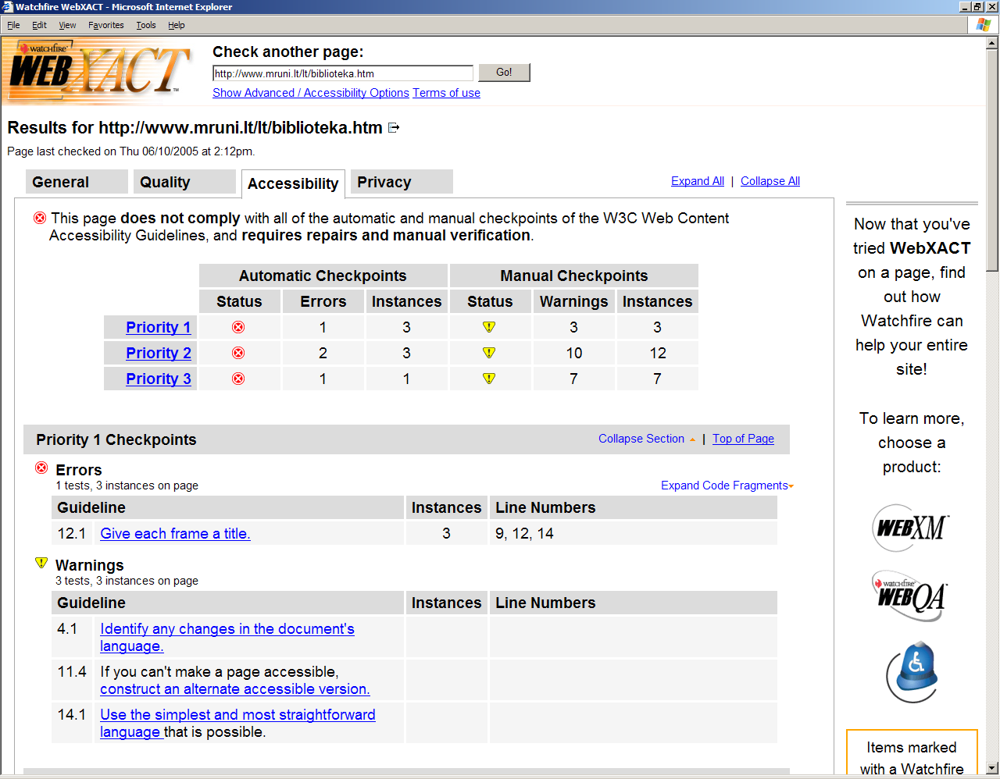 Watchfire WebXACT - Microsoft Internet Explorer
File Edit View Favorites Tools Help
watchfire
WEBXACT™
Check another page:
http://www.mruni.lt/lt/biblioteka.htm Go!
Show Advanced / Accessibility Options Terms of use
Results for http://www.mruni.lt/lt/biblioteka.htm
Page last checked on Thu 06/10/2005 at 2:12pm.
General Quality Accessibility Privacy Expand All | Collapse All
This page does not comply with all of the automatic and manual checkpoints of the W3C Web Content
Accessibility Guidelines, and requires repairs and manual verification.
Automatic Checkpoints Manual Checkpoints
Status Errors Instances Status Warnings Instances
Priority 1 1 3 3 3
Priority 2 2 3 10 12
Priority 3 1 1 7 7
Priority 1 Checkpoints Collapse Section | Top of Page
Errors
1 tests, 3 instances on page Expand Code Fragments
Guideline Instances Line Numbers
12.1 Give each frame a title. 3 9, 12, 14
Warnings
3 tests, 3 instances on page
Guideline Instances Line Numbers
4.1 Identify any changes in the document's
language.
11.4 If you can't make a page accessible,
construct an alternate accessible version.
14.1 Use the simplest and most straightforward
language that is possible.
Now that you've
tried WebXACT
on a page, find
out how
Watchfire can
help your entire
site!
To learn more,
choose a
product:
WEBXM™
watchfire
WEBQA™
Items marked
with a Watchfire